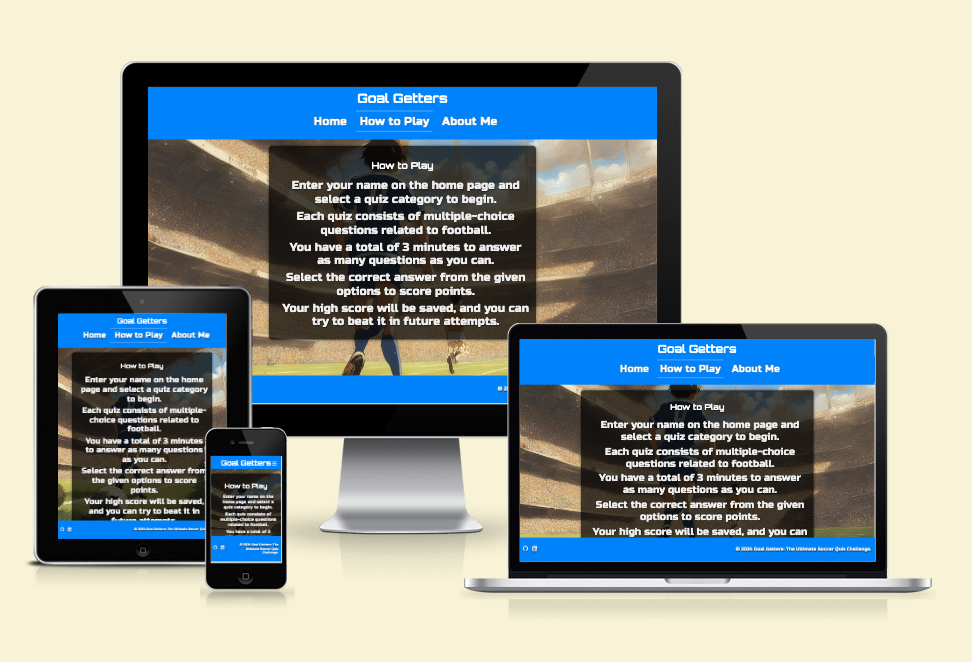 Goal Getters
Home How to Play About Me
How to Play
Enter your name on the home page and
select a quiz category to begin.
Each quiz consists of multiple-choice
questions related to football.
You have a total of 3 minutes to answer
as many questions as you can.
Select the correct answer from the given
options to score points.
Your high score will be saved, and you can
try to beat it in future attempts.
Goal Getters
Home How to Play About Me
How to Play
Enter your name on the home
page and select a quiz category
to begin.
Each quiz consists of multiple-
choice questions related to
football.
You have a total of 3 minutes
to answer as many questions
as you can.
Select the correct answer from
the given options to score
points.
Your high score will be saved,
and you can try to beat it in
future attempts.
© 2024 Goal Getters: The Ultimate Soccer Quiz
Goal Getters
How to Play
Enter your name on the
home page and select a
quiz category to begin.
Each quiz consists of
multiple-choice questions
related to football.
You have a total of 3
© 2024 Goal Getters: The
Ultimate Soccer Quiz
Challenge.
Goal Getters
Home How to Play About Me
How to Play
Enter your name on the home page and
select a quiz category to begin.
Each quiz consists of multiple-choice
questions related to football.
You have a total of 3 minutes to answer
as many questions as you can.
Select the correct answer from the given
options to score points.
Your high score will be saved, and you can
© 2024 Goal Getters: The Ultimate Soccer Quiz Challenge.